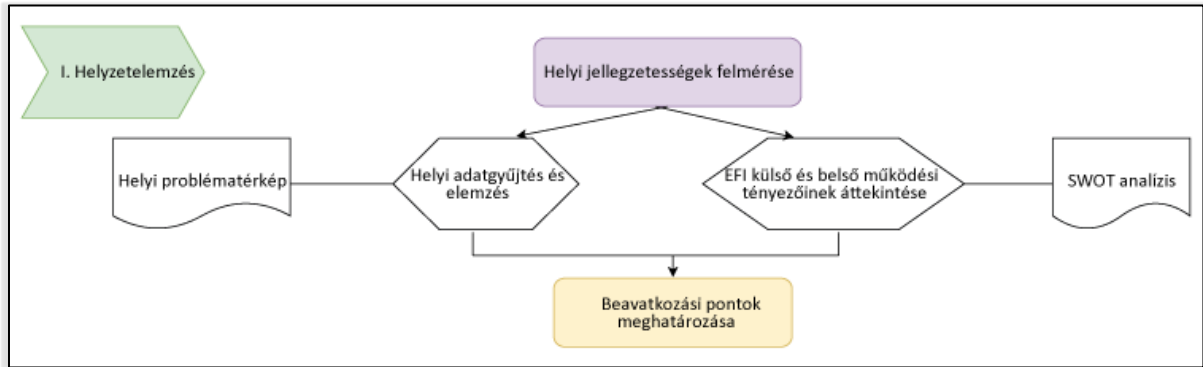 I. Helyzetelemzés
Helyi jellegzetességek felmérése
Helyi problématérkép
Helyi adatgyűjtés és
elemzés
EFI külső és belső működési
tényezőinek áttekintése
SWOT analízis
Beavatkozási pontok
meghatározása